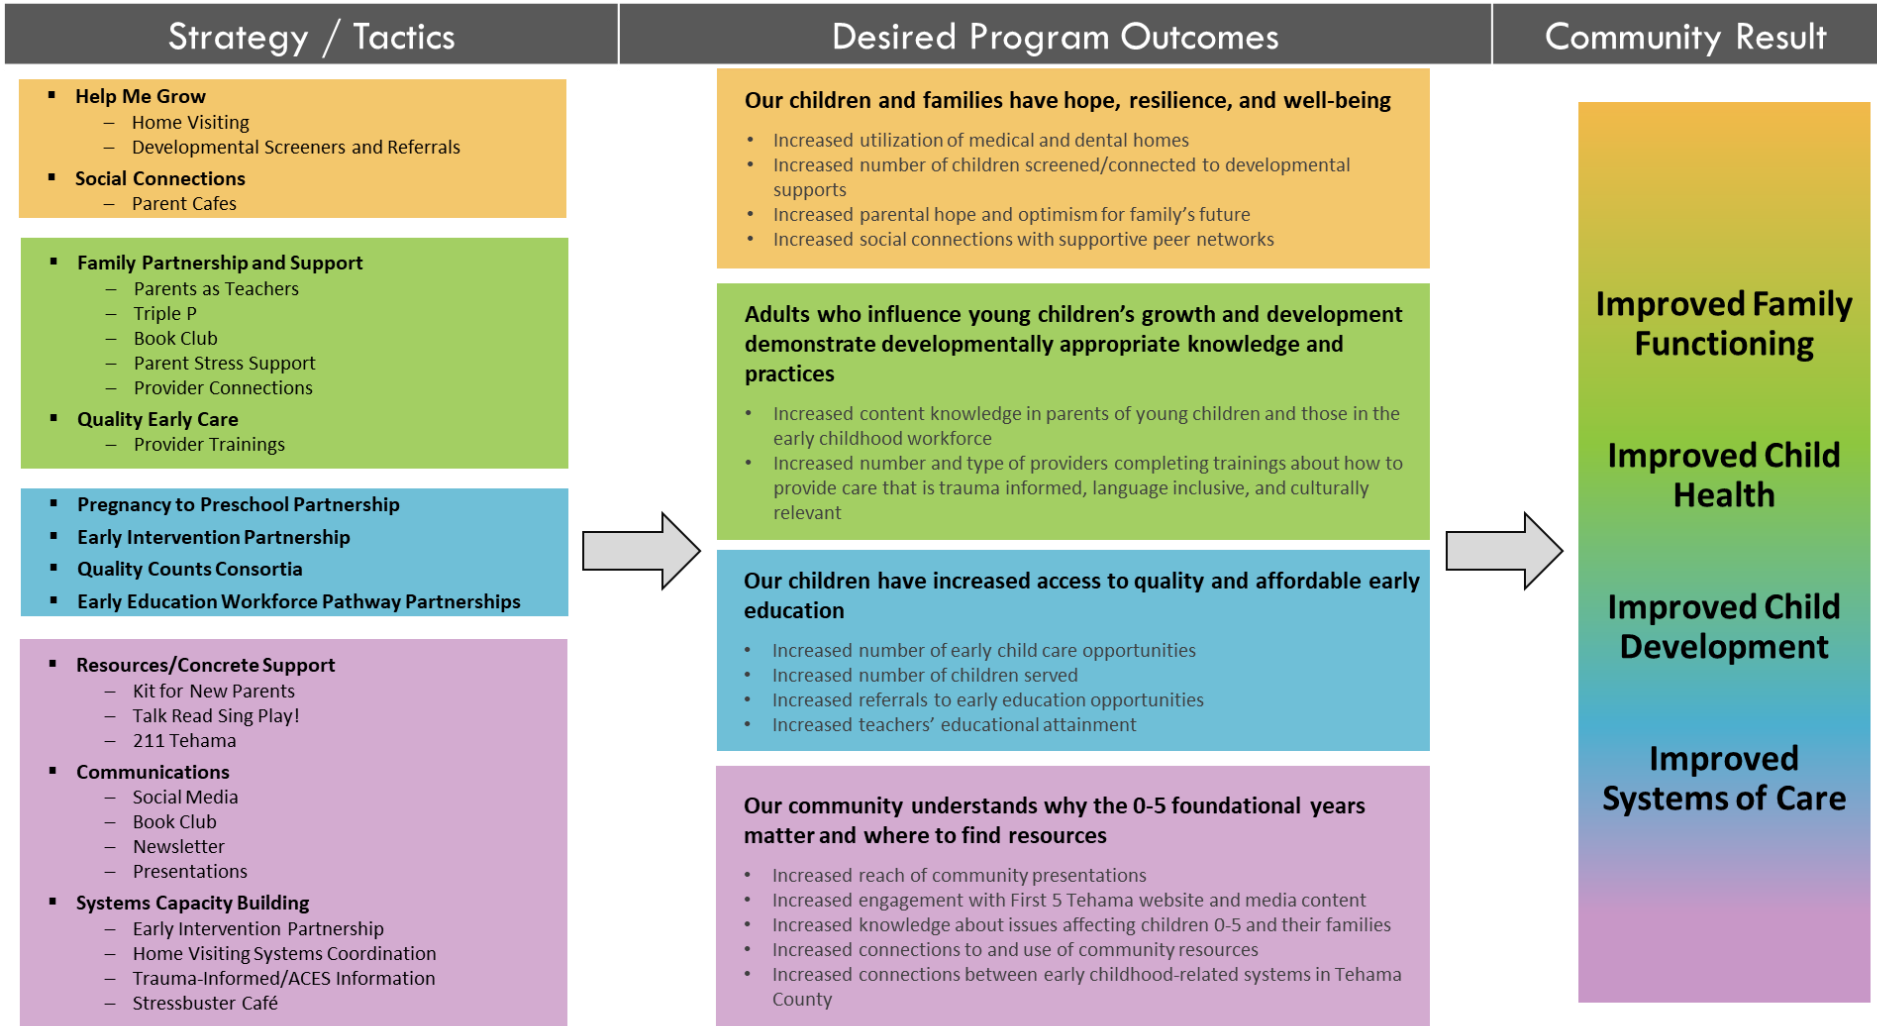 Strategy / Tactics
Desired Program Outcomes
Community Result
▪ Help Me Grow
– Home Visiting
– Developmental Screeners and Referrals
▪ Social Connections
– Parent Cafes
▪ Family Partnership and Support
– Parents as Teachers
– Triple P
– Book Club
– Parent Stress Support
– Provider Connections
▪ Quality Early Care
– Provider Trainings
▪ Pregnancy to Preschool Partnership
▪ Early Intervention Partnership
▪ Quality Counts Consortia
▪ Early Education Workforce Pathway Partnerships
▪ Resources/Concrete Support
– Kit for New Parents
– Talk Read Sing Play!
– 211 Tehama
▪ Communications
– Social Media
– Book Club
– Newsletter
– Presentations
▪ Systems Capacity Building
– Early Intervention Partnership
– Home Visiting Systems Coordination
– Trauma-Informed/ACES Information
– Stressbuster Café
Our children and families have hope, resilience, and well-being
• Increased utilization of medical and dental homes
• Increased number of children screened/connected to developmental
supports
• Increased parental hope and optimism for family's future
• Increased social connections with supportive peer networks
Adults who influence young children's growth and development
demonstrate developmentally appropriate knowledge and
practices
• Increased content knowledge in parents of young children and those in the
early childhood workforce
• Increased number and type of providers completing trainings about how to
provide care that is trauma informed, language inclusive, and culturally
relevant
Our children have increased access to quality and affordable early
education
• Increased number of early child care opportunities
• Increased number of children served
• Increased referrals to early education opportunities
• Increased teachers' educational attainment
Our community understands why the 0-5 foundational years
matter and where to find resources
• Increased reach of community presentations
• Increased engagement with First 5 Tehama website and media content
• Increased knowledge about issues affecting children 0-5 and their families
• Increased connections to and use of community resources
• Increased connections between early childhood-related systems in Tehama
County
Improved Family
Functioning
Improved Child
Health
Improved Child
Development
Improved
Systems of Care